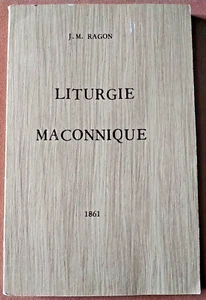 J. M. RAGON
LITURGIE
MACONNIQUE
1861